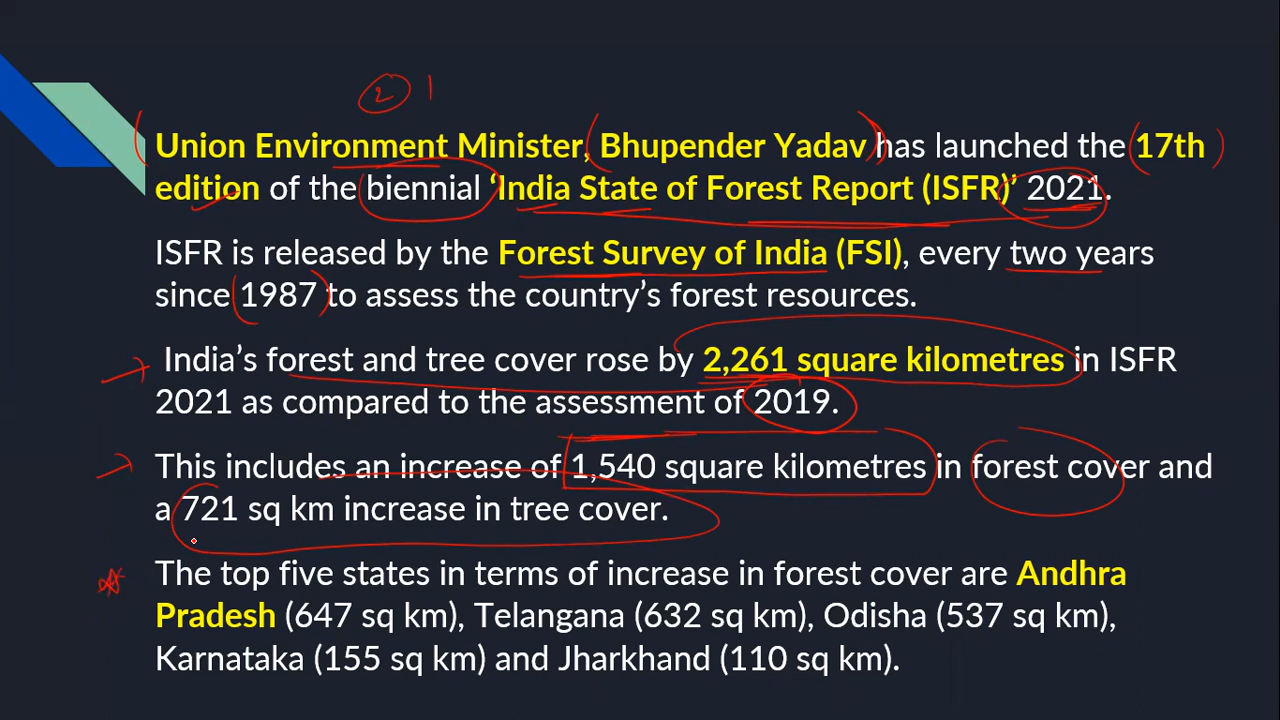 2 1
Union Environment Minister, Bhupender Yadav has launched the 17th
edition of the biennial ‘India State of Forest Report (ISFR)’ 2021.
ISFR is released by the Forest Survey of India (FSI), every two years
since 1987 to assess the country’s forest resources.
India’s forest and tree cover rose by 2,261 square kilometres in ISFR
2021 as compared to the assessment of 2019.
This includes an increase of 1,540 square kilometres in forest cover and
a 721 sq km increase in tree cover.
The top five states in terms of increase in forest cover are Andhra
Pradesh (647 sq km), Telangana (632 sq km), Odisha (537 sq km),
Karnataka (155 sq km) and Jharkhand (110 sq km).